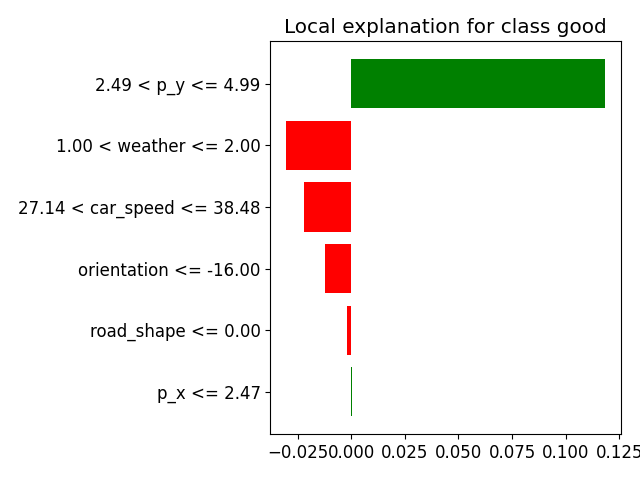 Local explanation for class good
2.49 < p_y <= 4.99
1.00 < weather <= 2.00
27.14 < car_speed <= 38.48
orientation <= -16.00
road_shape <= 0.00
p_x <= 2.47
−0.025 0.000 0.025 0.050 0.075 0.100 0.125